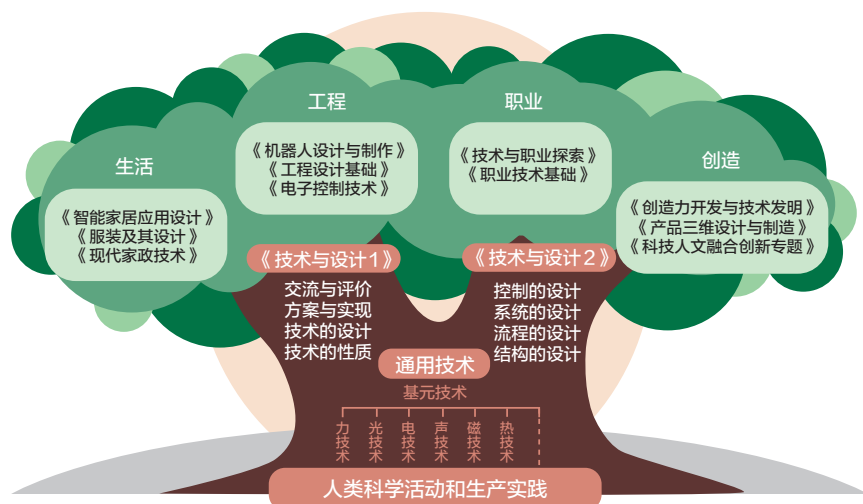 工程
职业
生活
创造
《机器人设计与制作》
《工程设计基础》
《电子控制技术》
《技术与职业探索》
《职业技术基础》
《智能家居应用设计》
《服装及其设计》
《现代家政技术》
《创造力开发与技术发明》
《产品三维设计与制造》
《科技人文融合创新专题》
《技术与设计1》
交流与评价
方案与实现
技术的设计
技术的性质
《技术与设计2》
控制的设计
系统的设计
流程的设计
结构的设计
通用技术
基元技术
力技术
光技术
电技术
声技术
磁技术
热技术
人类科学活动和生产实践